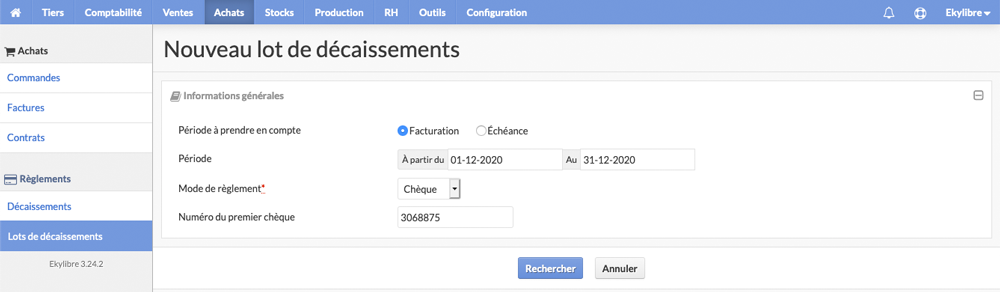 Tiers Comptabilité Ventes Achats Stocks Production RH Outils Configuration Ekylibre
Achats
Commandes
Factures
Contrats
Règlements
Décaissements
Lots de décaissements
Ekylibre 3.24.2
Nouveau lot de décaissements
Informations générales
Période à prendre en compte Facturation Échéance
Période À partir du 01-12-2020 Au 31-12-2020
Mode de règlement* Chèque
Numéro du premier chèque 3068875
Rechercher Annuler